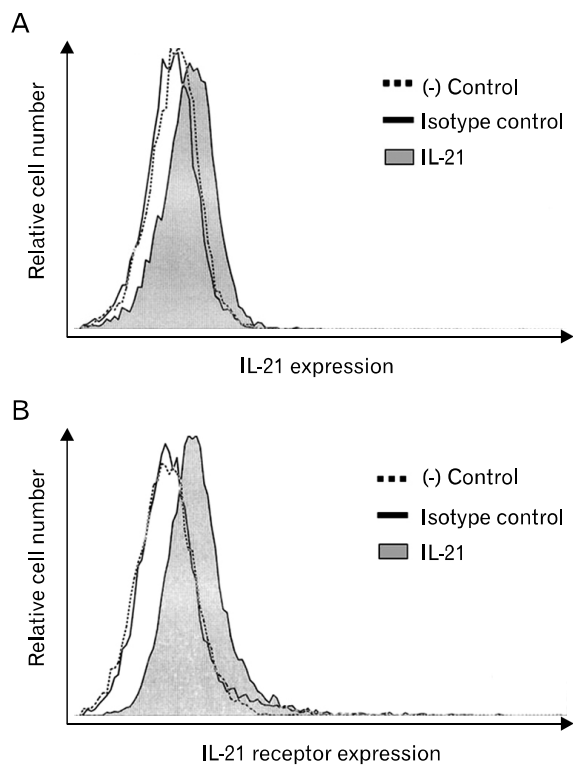 A
Relative cell number
(-) Control
Isotype control
IL-21
IL-21 expression
B
Relative cell number
(-) Control
Isotype control
IL-21
IL-21 receptor expression